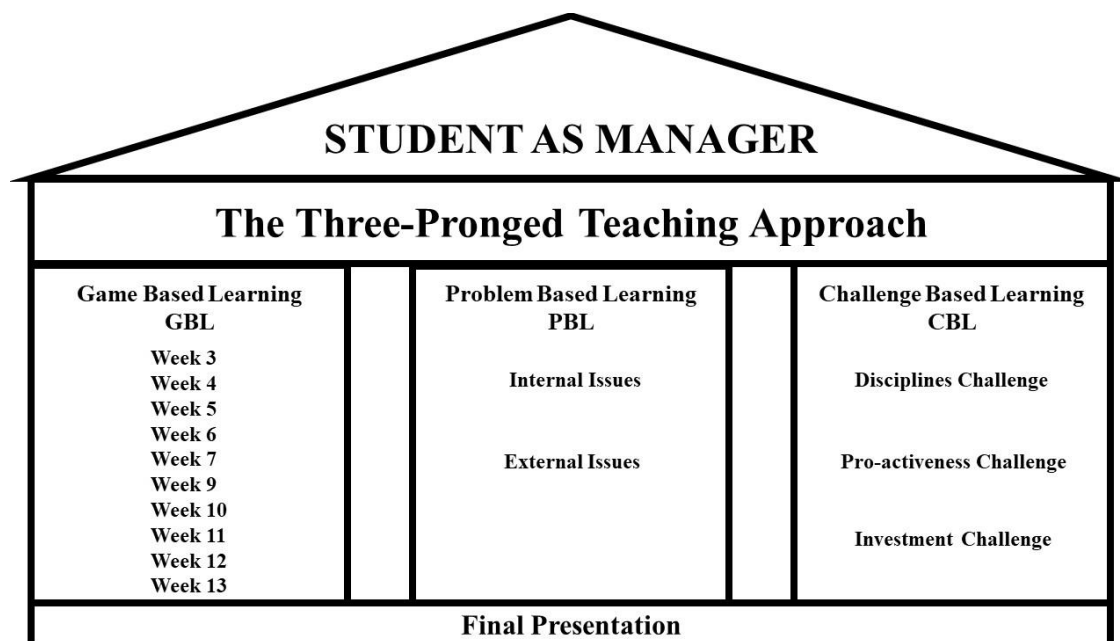 STUDENT AS MANAGER
The Three-Pronged Teaching Approach
Game Based Learning
GBL
Week 3
Week 4
Week 5
Week 6
Week 7
Week 9
Week 10
Week 11
Week 12
Week 13
Problem Based Learning
PBL
Internal Issues
External Issues
Challenge Based Learning
CBL
Disciplines Challenge
Pro-activeness Challenge
Investment Challenge
Final Presentation